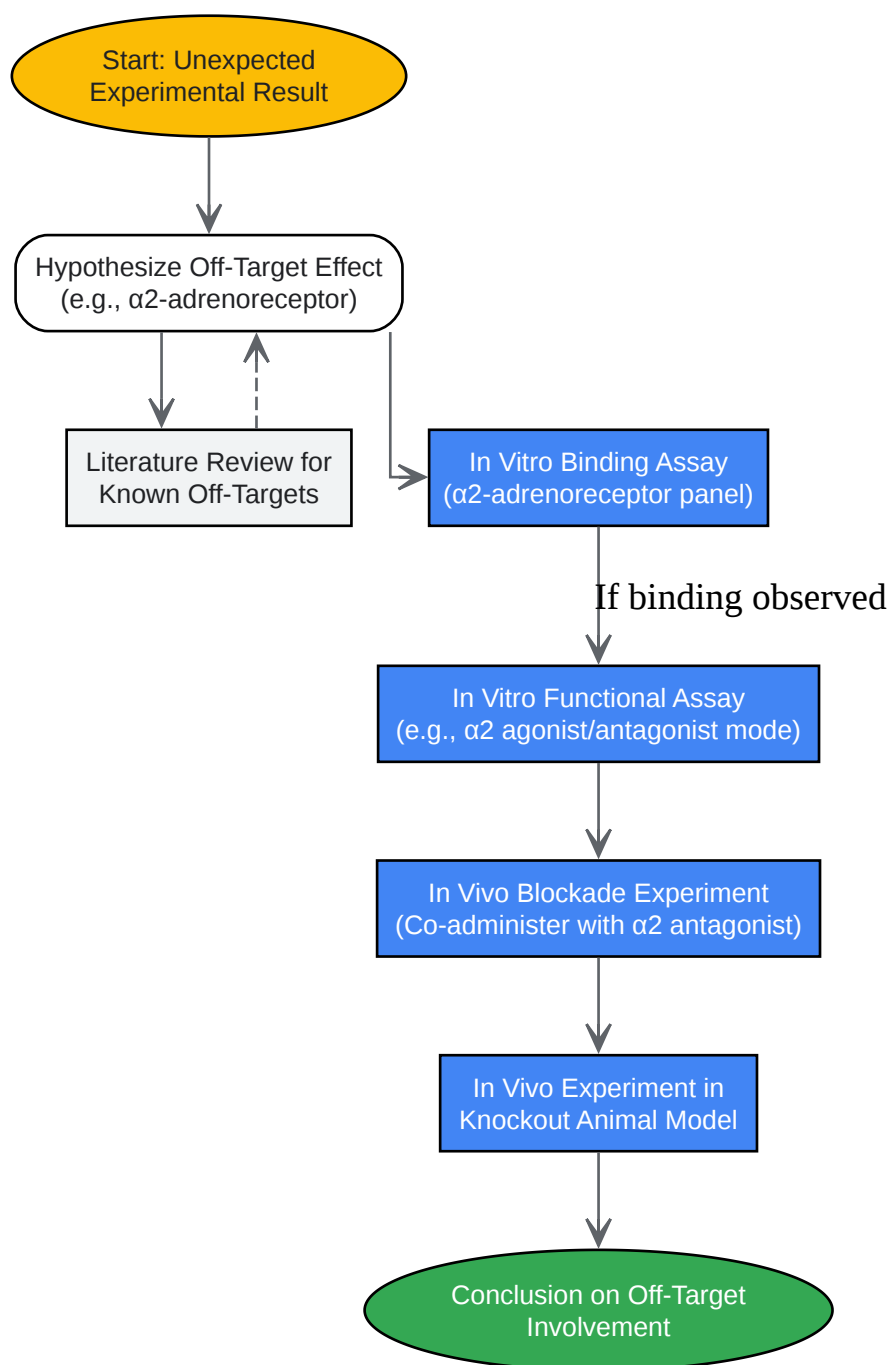 Start: Unexpected
Experimental Result
Hypothesize Off-Target Effect
(e.g., α2-adrenoreceptor)
Literature Review for
Known Off-Targets
In Vitro Binding Assay
(α2-adrenoreceptor panel)
If binding observed
In Vitro Functional Assay
(e.g., α2 agonist/antagonist mode)
In Vivo Blockade Experiment
(Co-administer with α2 antagonist)
In Vivo Experiment in
Knockout Animal Model
Conclusion on Off-Target
Involvement